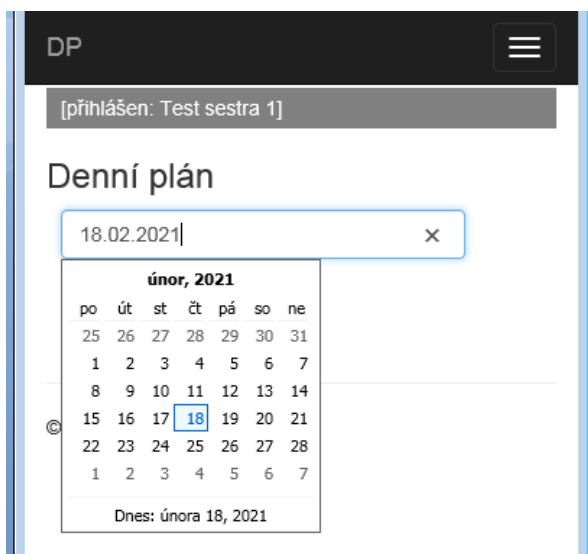 DP
[přihlášen: Test sestra 1]
Denní plán
18.02.2021
únor, 2021
po út st čt pá so ne
25 26 27 28 29 30 31
1 2 3 4 5 6 7
8 9 10 11 12 13 14
©
15 16 17 18 19 20 21
22 23 24 25 26 27 28
1 2 3 4 5 6 7
Dnes: února 18, 2021